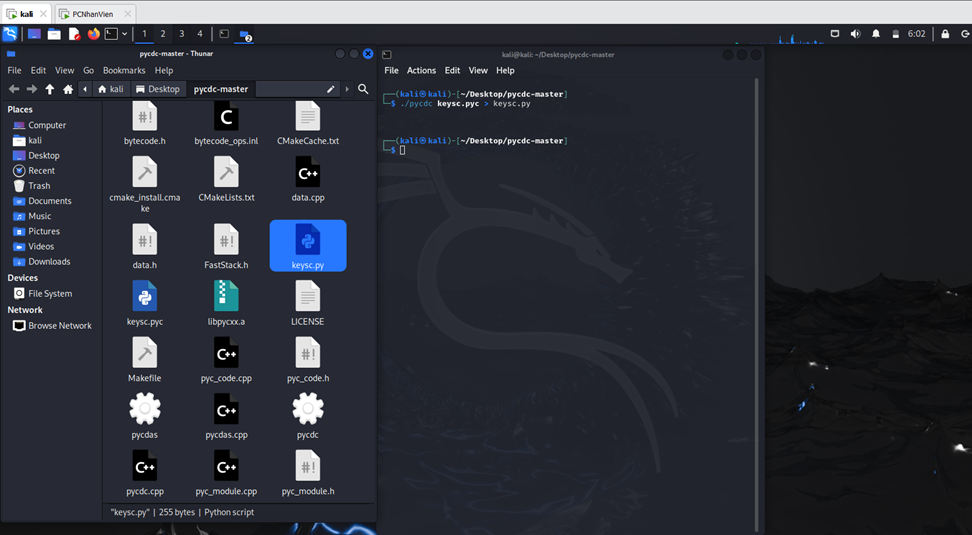 kali
PCNhanVien
1
2
3
4
2
6:02
pycdc-master - Thunar
File Edit View Go Bookmarks Help
kali
Desktop
pycdc-master
Places
Computer
kali
Desktop
Recent
Trash
Documents
Music
Pictures
Videos
Downloads
Devices
File System
Network
Browse Network
bytecode.h
bytecode_ops.inl
CMakeCache.txt
cmake_install.cma
ke
CMakeLists.txt
data.cpp
data.h
FastStack.h
keysc.py
keysc.pyc
libpycxx.a
LICENSE
Makefile
pyc_code.cpp
pyc_code.h
pycdas
pycdas.cpp
pycdc
pycdc.cpp
pyc_module.cpp
pyc_module.h
"keysc.py" | 255 bytes | Python script
kali@kali: ~/Desktop/pycdc-master
File Actions Edit View Help
┌──(kali㉿kali)-[~/Desktop/pycdc-master]
└─$ ./pycdc keysc.pyc > keysc.py
┌──(kali㉿kali)-[~/Desktop/pycdc-master]
└─$